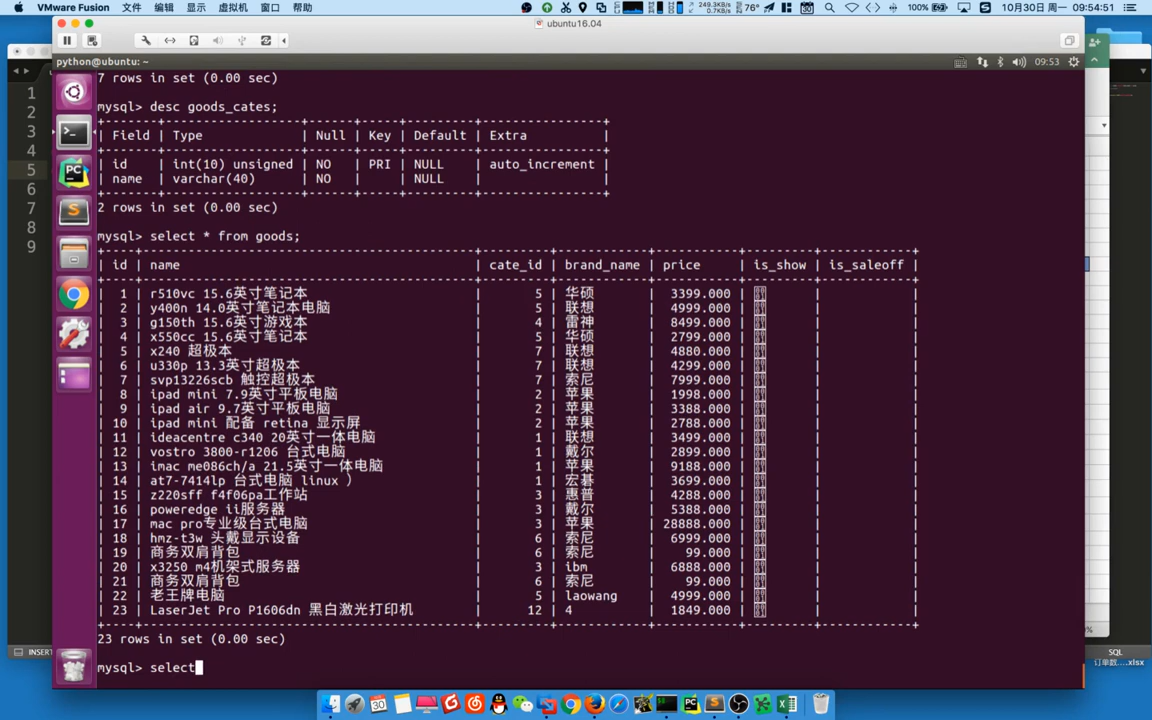 VMware Fusion 文件 编辑 显示 虚拟机 窗口 帮助 249.3KB/s 0.7KB/s 76° 100% 10月30日 周一 09:54:51
ubuntu16.04
python@ubuntu: ~ 09:53
7 rows in set (0.00 sec)
mysql> desc goods_cates;
+-------+------------------+------+-----+---------+----------------+
| Field | Type | Null | Key | Default | Extra |
+-------+------------------+------+-----+---------+----------------+
| id | int(10) unsigned | NO | PRI | NULL | auto_increment |
| name | varchar(40) | NO | | NULL | |
+-------+------------------+------+-----+---------+----------------+
2 rows in set (0.00 sec)
mysql> select * from goods;
| id | name | cate_id | brand_name | price | is_show | is_saleoff |
| 1 | r510vc 15.6英寸笔记本 | 5 | 华硕 | 3399.000 | | |
| 2 | y400n 14.0英寸笔记本电脑 | 5 | 联想 | 4999.000 | | |
| 3 | g150th 15.6英寸游戏本 | 4 | 雷神 | 8499.000 | | |
| 4 | x550cc 15.6英寸笔记本 | 5 | 华硕 | 2799.000 | | |
| 5 | x240 超极本 | 7 | 联想 | 4880.000 | | |
| 6 | u330p 13.3英寸超极本 | 7 | 联想 | 4299.000 | | |
| 7 | svp13226scb 触控超极本 | 7 | 索尼 | 7999.000 | | |
| 8 | ipad mini 7.9英寸平板电脑 | 2 | 苹果 | 1998.000 | | |
| 9 | ipad air 9.7英寸平板电脑 | 2 | 苹果 | 3388.000 | | |
| 10 | ipad mini 配备 retina 显示屏 | 2 | 苹果 | 2788.000 | | |
| 11 | ideacentre c340 20英寸一体电脑 | 1 | 联想 | 3499.000 | | |
| 12 | vostro 3800-r1206 台式电脑 | 1 | 戴尔 | 2899.000 | | |
| 13 | imac me086ch/a 21.5英寸一体电脑 | 1 | 苹果 | 9188.000 | | |
| 14 | at7-7414lp 台式电脑 linux ) | 1 | 宏碁 | 3699.000 | | |
| 15 | z220sff f4f06pa工作站 | 3 | 惠普 | 4288.000 | | |
| 16 | poweredge ii服务器 | 3 | 戴尔 | 5388.000 | | |
| 17 | mac pro专业级台式电脑 | 3 | 苹果 | 28888.000 | | |
| 18 | hmz-t3w 头戴显示设备 | 6 | 索尼 | 6999.000 | | |
| 19 | 商务双肩背包 | 6 | 索尼 | 99.000 | | |
| 20 | x3250 m4机架式服务器 | 3 | ibm | 6888.000 | | |
| 21 | 商务双肩背包 | 6 | 索尼 | 99.000 | | |
| 22 | 老王牌电脑 | 5 | laowang | 4999.000 | | |
| 23 | LaserJet Pro P1606dn 黑白激光打印机 | 12 | 4 | 1849.000 | | |
23 rows in set (0.00 sec)
mysql> select
1
2
3
4
5
6
7
8
9
INSERT
SQL
订单数....xlsx